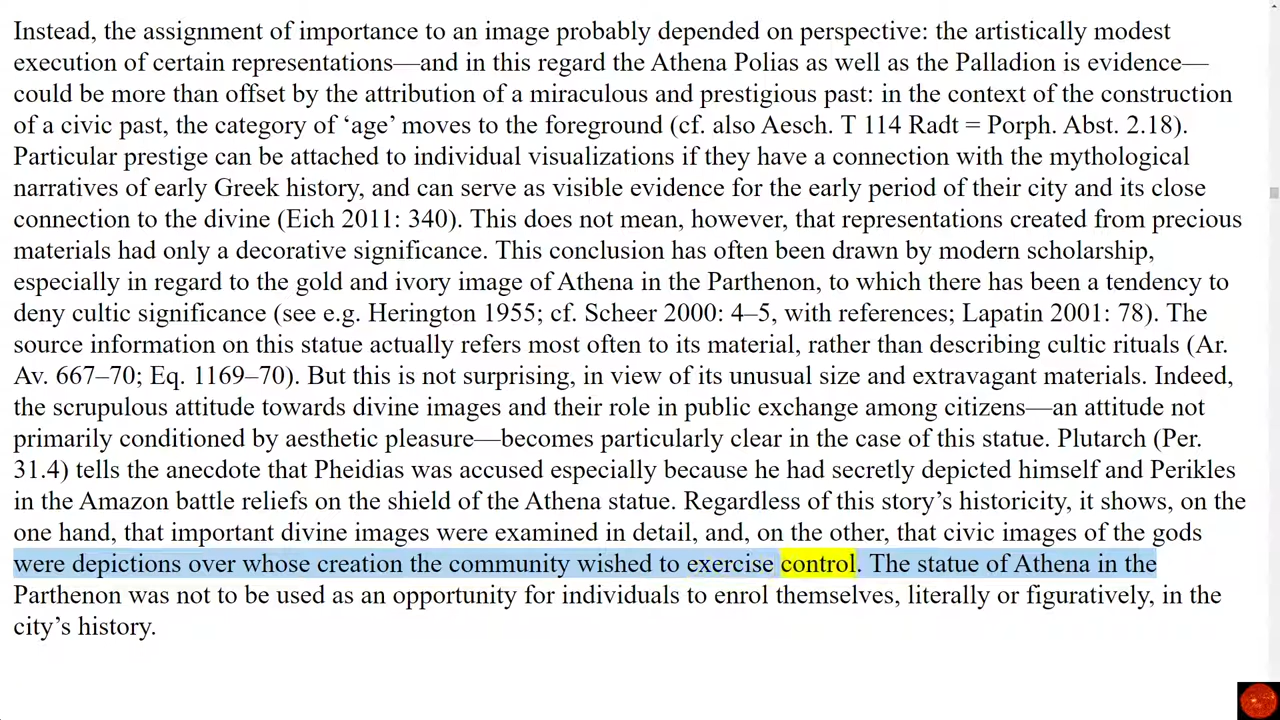 Instead, the assignment of importance to an image probably depended on perspective: the artistically modest
execution of certain representations—and in this regard the Athena Polias as well as the Palladion is evidence—
could be more than offset by the attribution of a miraculous and prestigious past: in the context of the construction
of a civic past, the category of ‘age’ moves to the foreground (cf. also Aesch. T 114 Radt = Porph. Abst. 2.18).
Particular prestige can be attached to individual visualizations if they have a connection with the mythological
narratives of early Greek history, and can serve as visible evidence for the early period of their city and its close
connection to the divine (Eich 2011: 340). This does not mean, however, that representations created from precious
materials had only a decorative significance. This conclusion has often been drawn by modern scholarship,
especially in regard to the gold and ivory image of Athena in the Parthenon, to which there has been a tendency to
deny cultic significance (see e.g. Herington 1955; cf. Scheer 2000: 4–5, with references; Lapatin 2001: 78). The
source information on this statue actually refers most often to its material, rather than describing cultic rituals (Ar.
Av. 667–70; Eq. 1169–70). But this is not surprising, in view of its unusual size and extravagant materials. Indeed,
the scrupulous attitude towards divine images and their role in public exchange among citizens—an attitude not
primarily conditioned by aesthetic pleasure—becomes particularly clear in the case of this statue. Plutarch (Per.
31.4) tells the anecdote that Pheidias was accused especially because he had secretly depicted himself and Perikles
in the Amazon battle reliefs on the shield of the Athena statue. Regardless of this story’s historicity, it shows, on the
one hand, that important divine images were examined in detail, and, on the other, that civic images of the gods
were depictions over whose creation the community wished to exercise control. The statue of Athena in the
Parthenon was not to be used as an opportunity for individuals to enrol themselves, literally or figuratively, in the
city’s history.